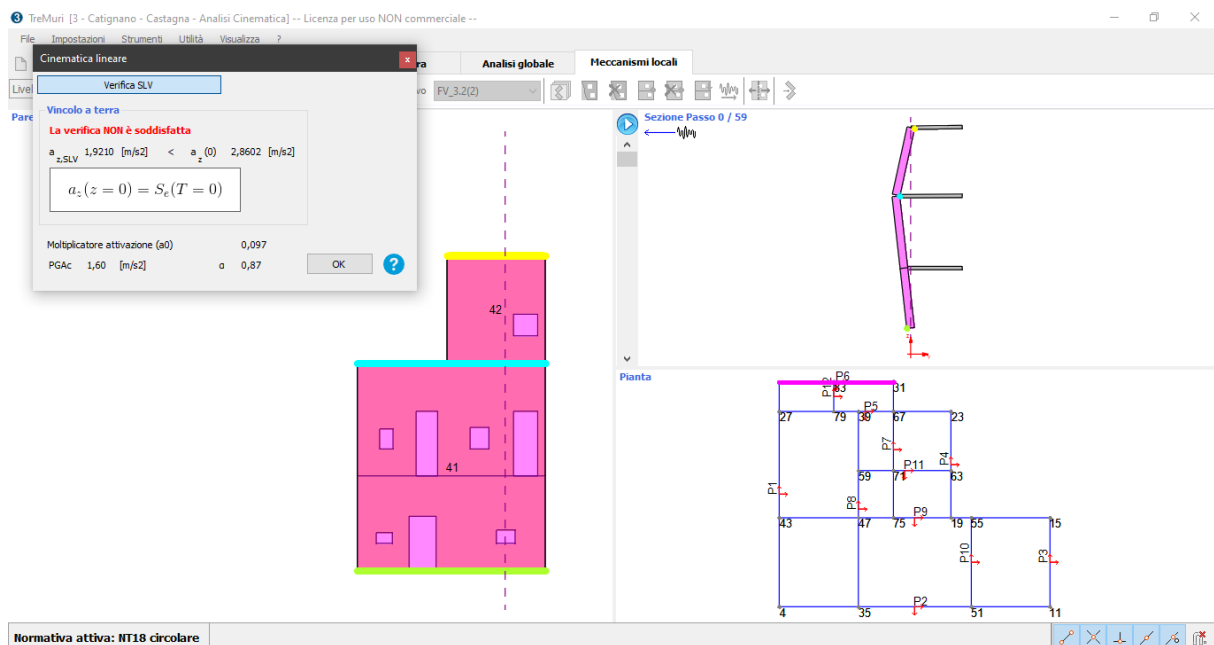 TreMuri [3 - Catignano - Castagna - Analisi Cinematica] -- Licenza per uso NON commerciale --
File Impostazioni Strumenti Utilità Visualizza ?
Analisi globale Meccanismi locali
FV_3.2(2)
Cinematica lineare
x
Verifica SLV
Vincolo a terra
La verifica NON è soddisfatta
a z,SLV 1,9210 [m/s2] < a z (0) 2,8602 [m/s2]
a_z(z = 0) = S_e(T = 0)
Moltiplicatore attivazione (a0) 0,097
PGAc 1,60 [m/s2] α 0,87
OK
?
42
41
Sezione Passo 0 / 59
z
Pianta
P6
P12 83 31
P5
27 79 39 67 23
P7
P4
P11
59 71 63
P1
P8
P9
43 47 75 19 55 15
P10
P3
P2
4 35 51 11
Normativa attiva: NT18 circolare